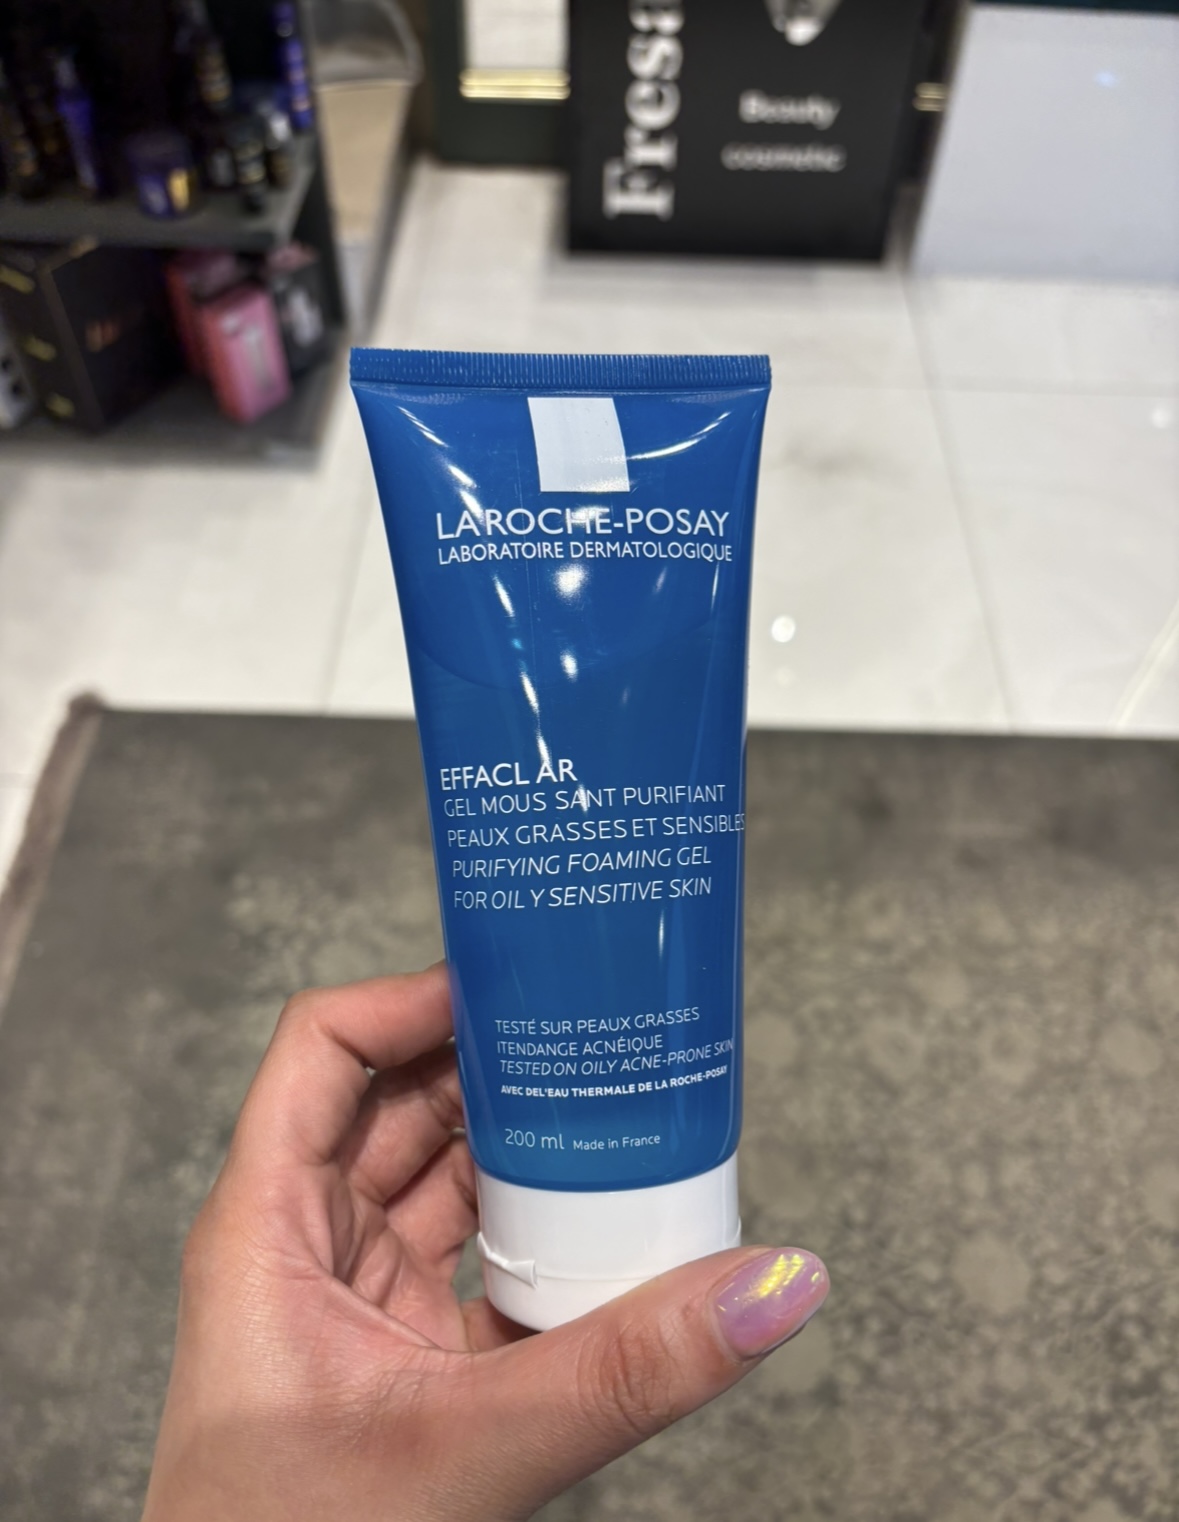 Fresa
Beauty
cosmetic
LA ROCHE-POSAY
LABORATOIRE DERMATOLOGIQUE
EFFACL AR
GEL MOUS SANT PURIFIANT
PEAUX GRASSES ET SENSIBLES
PURIFYING FOAMING GEL
FOR OIL Y SENSITIVE SKIN
TESTÉ SUR PEAUX GRASSES
ITENDANCE ACNÉIQUE
TESTED ON OILY ACNE-PRONE SKIN
AVEC DEL'EAU THERMALE DE LA ROCHE-POSAY
200 ml Made in France